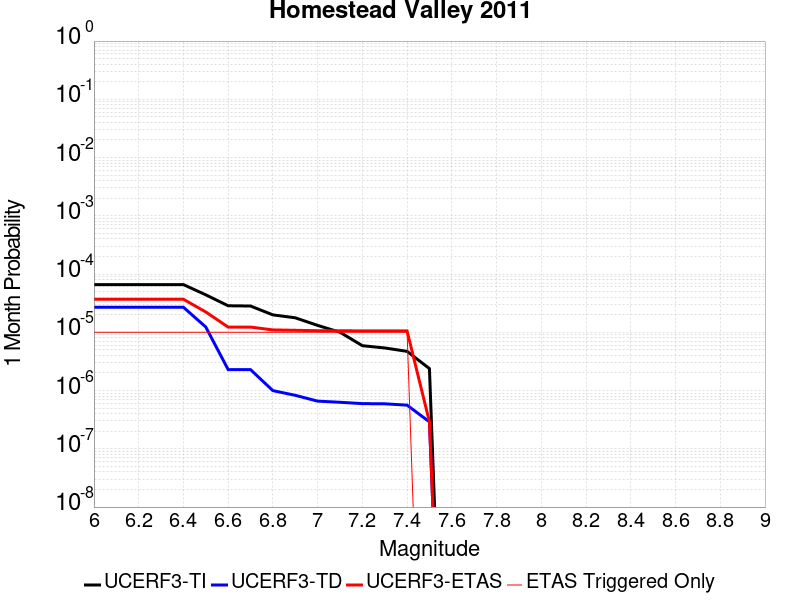 Homestead Valley 2011
1 Month Probability
10^0
10^-1
10^-2
10^-3
10^-4
10^-5
10^-6
10^-7
10^-8
6 6.2 6.4 6.6 6.8 7 7.2 7.4 7.6 7.8 8 8.2 8.4 8.6 8.8 9
Magnitude
UCERF3-TI UCERF3-TD UCERF3-ETAS ETAS Triggered Only